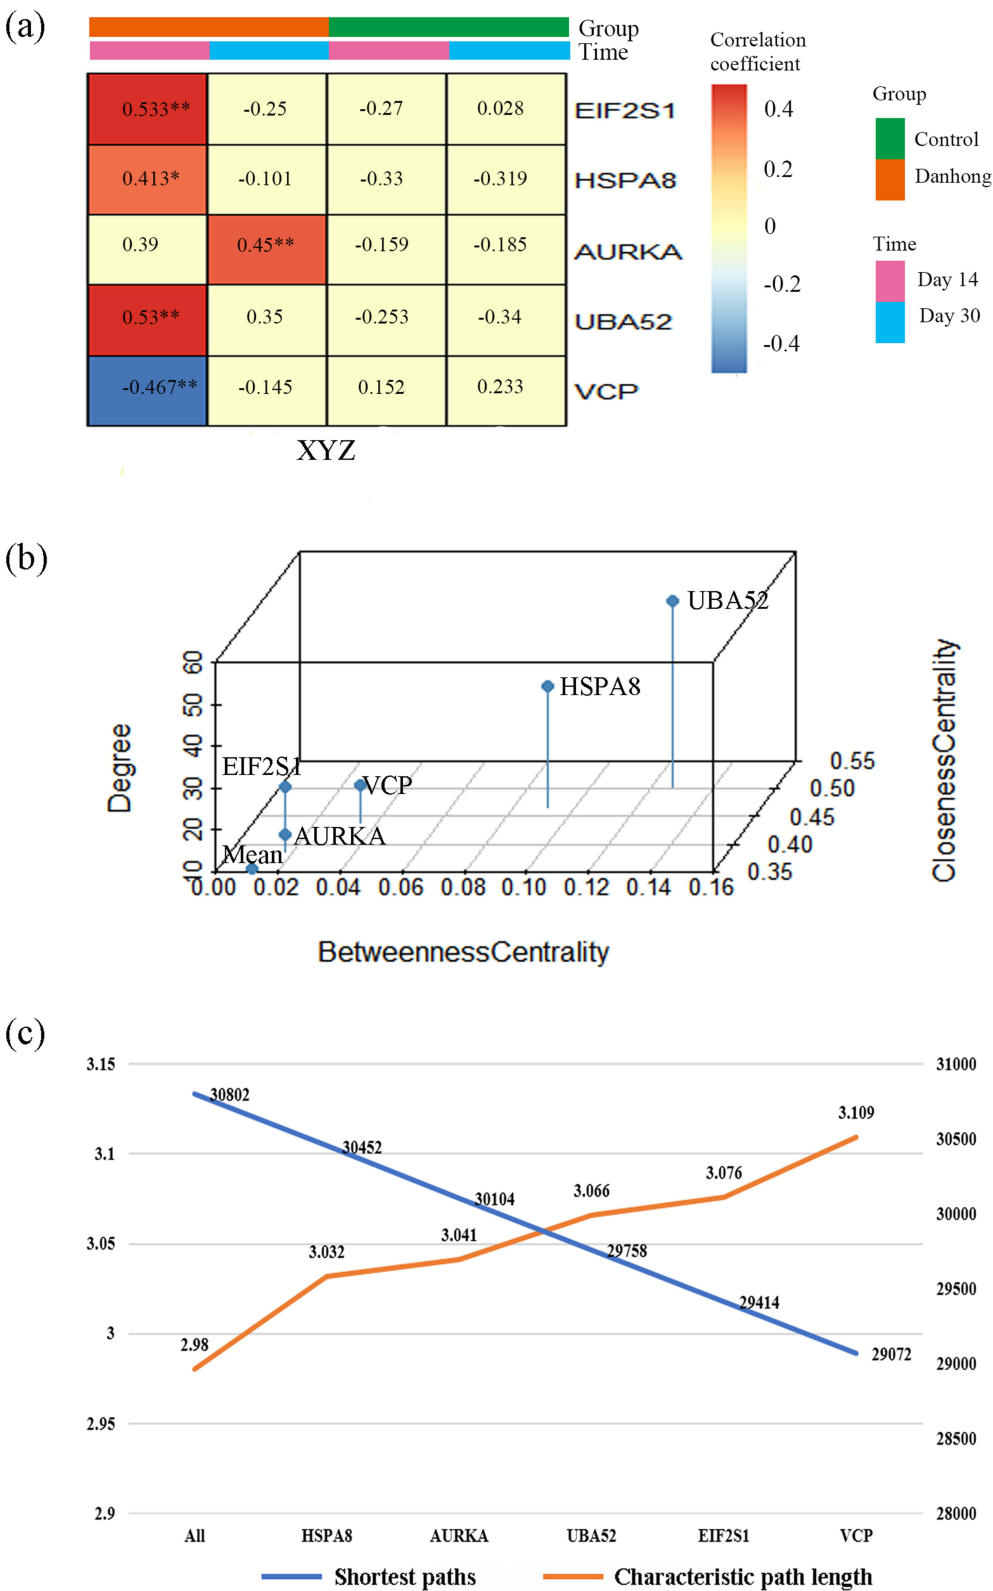 (a)
Group
Time
Correlation
coefficient
0.4
0.2
0
-0.2
-0.4
Group
Control
Danhong
Time
Day 14
Day 30
0.533** -0.25 -0.27 0.028 EIF2S1
0.413* -0.101 -0.33 -0.319 HSPA8
0.39 0.45** -0.159 -0.185 AURKA
0.53** 0.35 -0.253 -0.34 UBA52
-0.467** -0.145 0.152 0.233 VCP
XYZ
(b)
UBA52
HSPA8
EIF2S1
VCP
AURKA
Mean
Degree
60
50
40
30
20
10
0.00 0.02 0.04 0.06 0.08 0.10 0.12 0.14 0.16
BetweennessCentrality
0.55
0.50
0.45
0.40
0.35
ClosenessCentrality
(c)
3.15
3.1
3.05
3
2.95
2.9
31000
30500
30000
29500
29000
28500
28000
30802
30452
30104
29758
29414
29072
2.98
3.032
3.041
3.066
3.076
3.109
All HSPA8 AURKA UBA52 EIF2S1 VCP
Shortest paths Characteristic path length